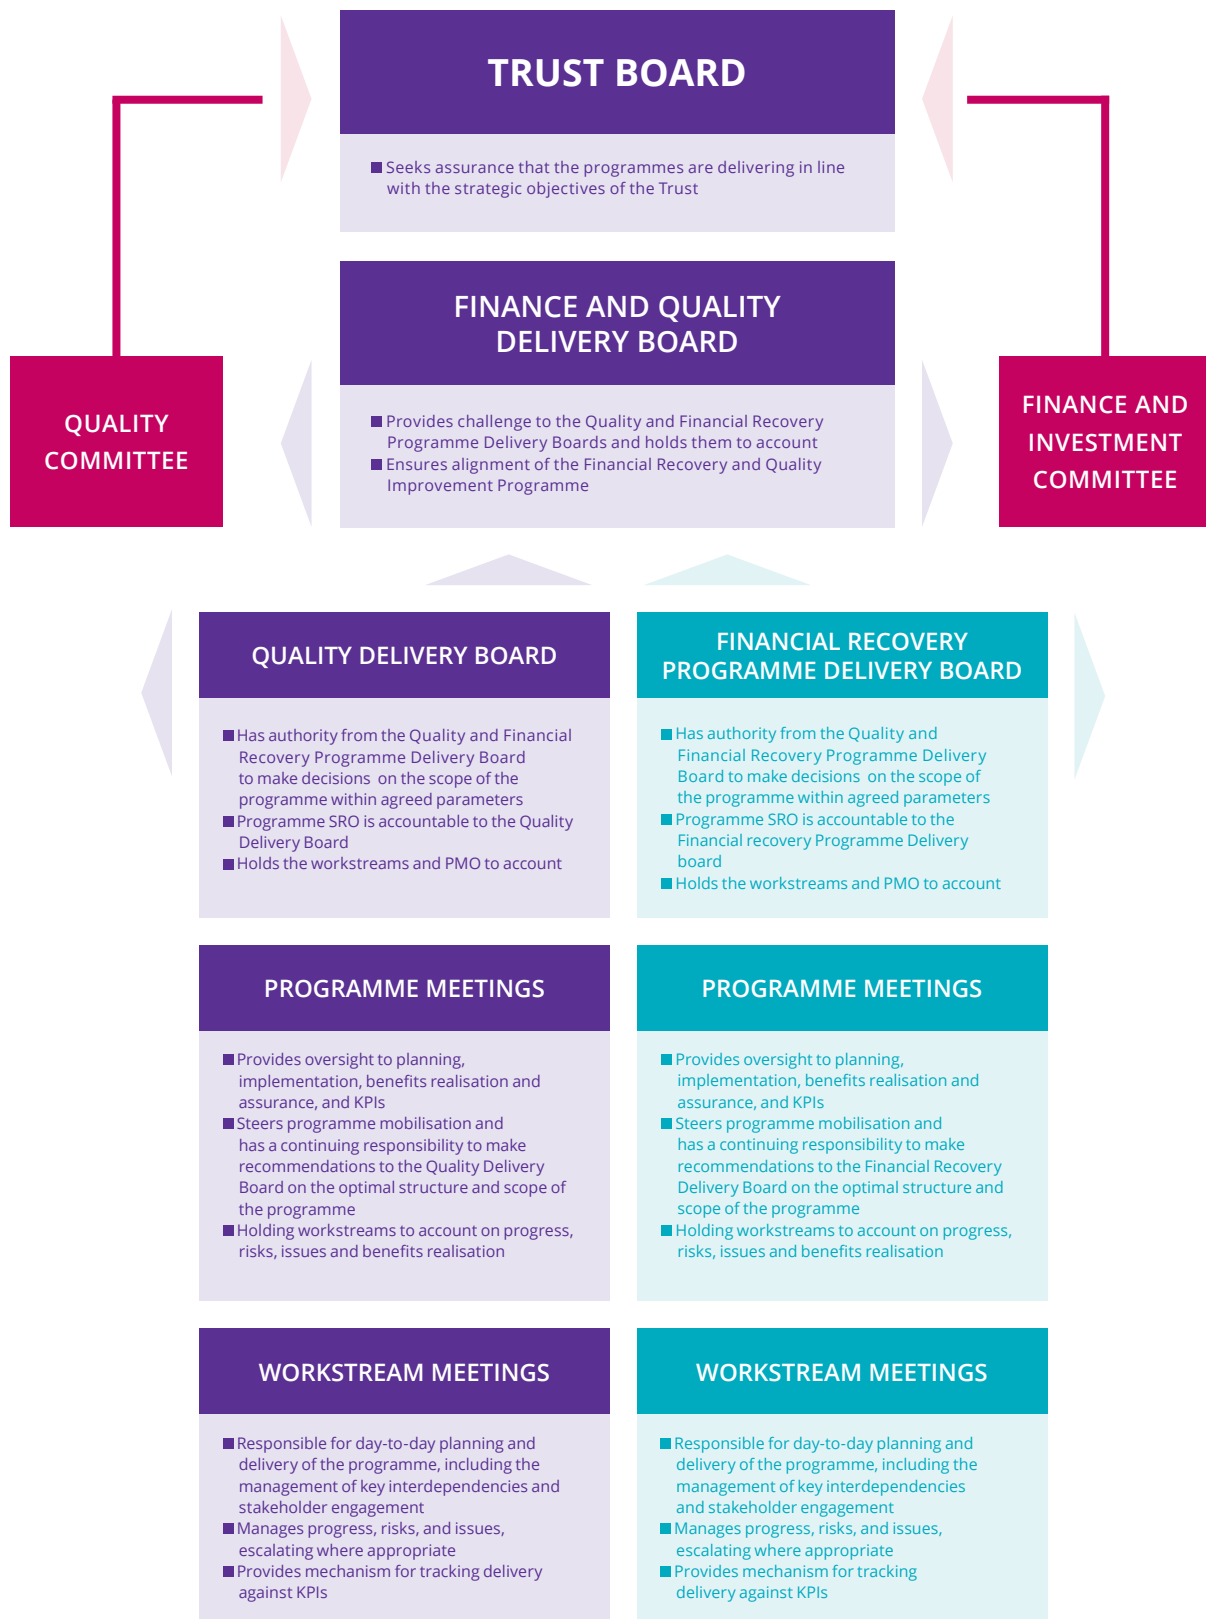 TRUST BOARD
■ Seeks assurance that the programmes are delivering in line
with the strategic objectives of the Trust
FINANCE AND QUALITY
DELIVERY BOARD
■ Provides challenge to the Quality and Financial Recovery
Programme Delivery Boards and holds them to account
■ Ensures alignment of the Financial Recovery and Quality
Improvement Programme
QUALITY
COMMITTEE
FINANCE AND
INVESTMENT
COMMITTEE
QUALITY DELIVERY BOARD
■ Has authority from the Quality and Financial
Recovery Programme Delivery Board
to make decisions  on the scope of the
programme within agreed parameters
■ Programme SRO is accountable to the Quality
Delivery Board
■ Holds the workstreams and PMO to account
FINANCIAL RECOVERY
PROGRAMME DELIVERY BOARD
■ Has authority from the Quality and
Financial Recovery Programme Delivery
Board to make decisions  on the scope of
the programme within agreed parameters
■ Programme SRO is accountable to the
Financial recovery Programme Delivery
board
■ Holds the workstreams and PMO to account
PROGRAMME MEETINGS
■ Provides oversight to planning,
implementation, benefits realisation and
assurance, and KPIs
■ Steers programme mobilisation and
has a continuing responsibility to make
recommendations to the Quality Delivery
Board on the optimal structure and scope of
the programme
■ Holding workstreams to account on progress,
risks, issues and benefits realisation
PROGRAMME MEETINGS
■ Provides oversight to planning,
implementation, benefits realisation and
assurance, and KPIs
■ Steers programme mobilisation and
has a continuing responsibility to make
recommendations to the Financial Recovery
Delivery Board on the optimal structure and
scope of the programme
■ Holding workstreams to account on progress,
risks, issues and benefits realisation
WORKSTREAM MEETINGS
■ Responsible for day-to-day planning and
delivery of the programme, including the
management of key interdependencies and
stakeholder engagement
■ Manages progress, risks, and issues,
escalating where appropriate
■ Provides mechanism for tracking delivery
against KPIs
WORKSTREAM MEETINGS
■ Responsible for day-to-day planning and
delivery of the programme, including the
management of key interdependencies
and stakeholder engagement
■ Manages progress, risks, and issues,
escalating where appropriate
■ Provides mechanism for tracking
delivery against KPIs